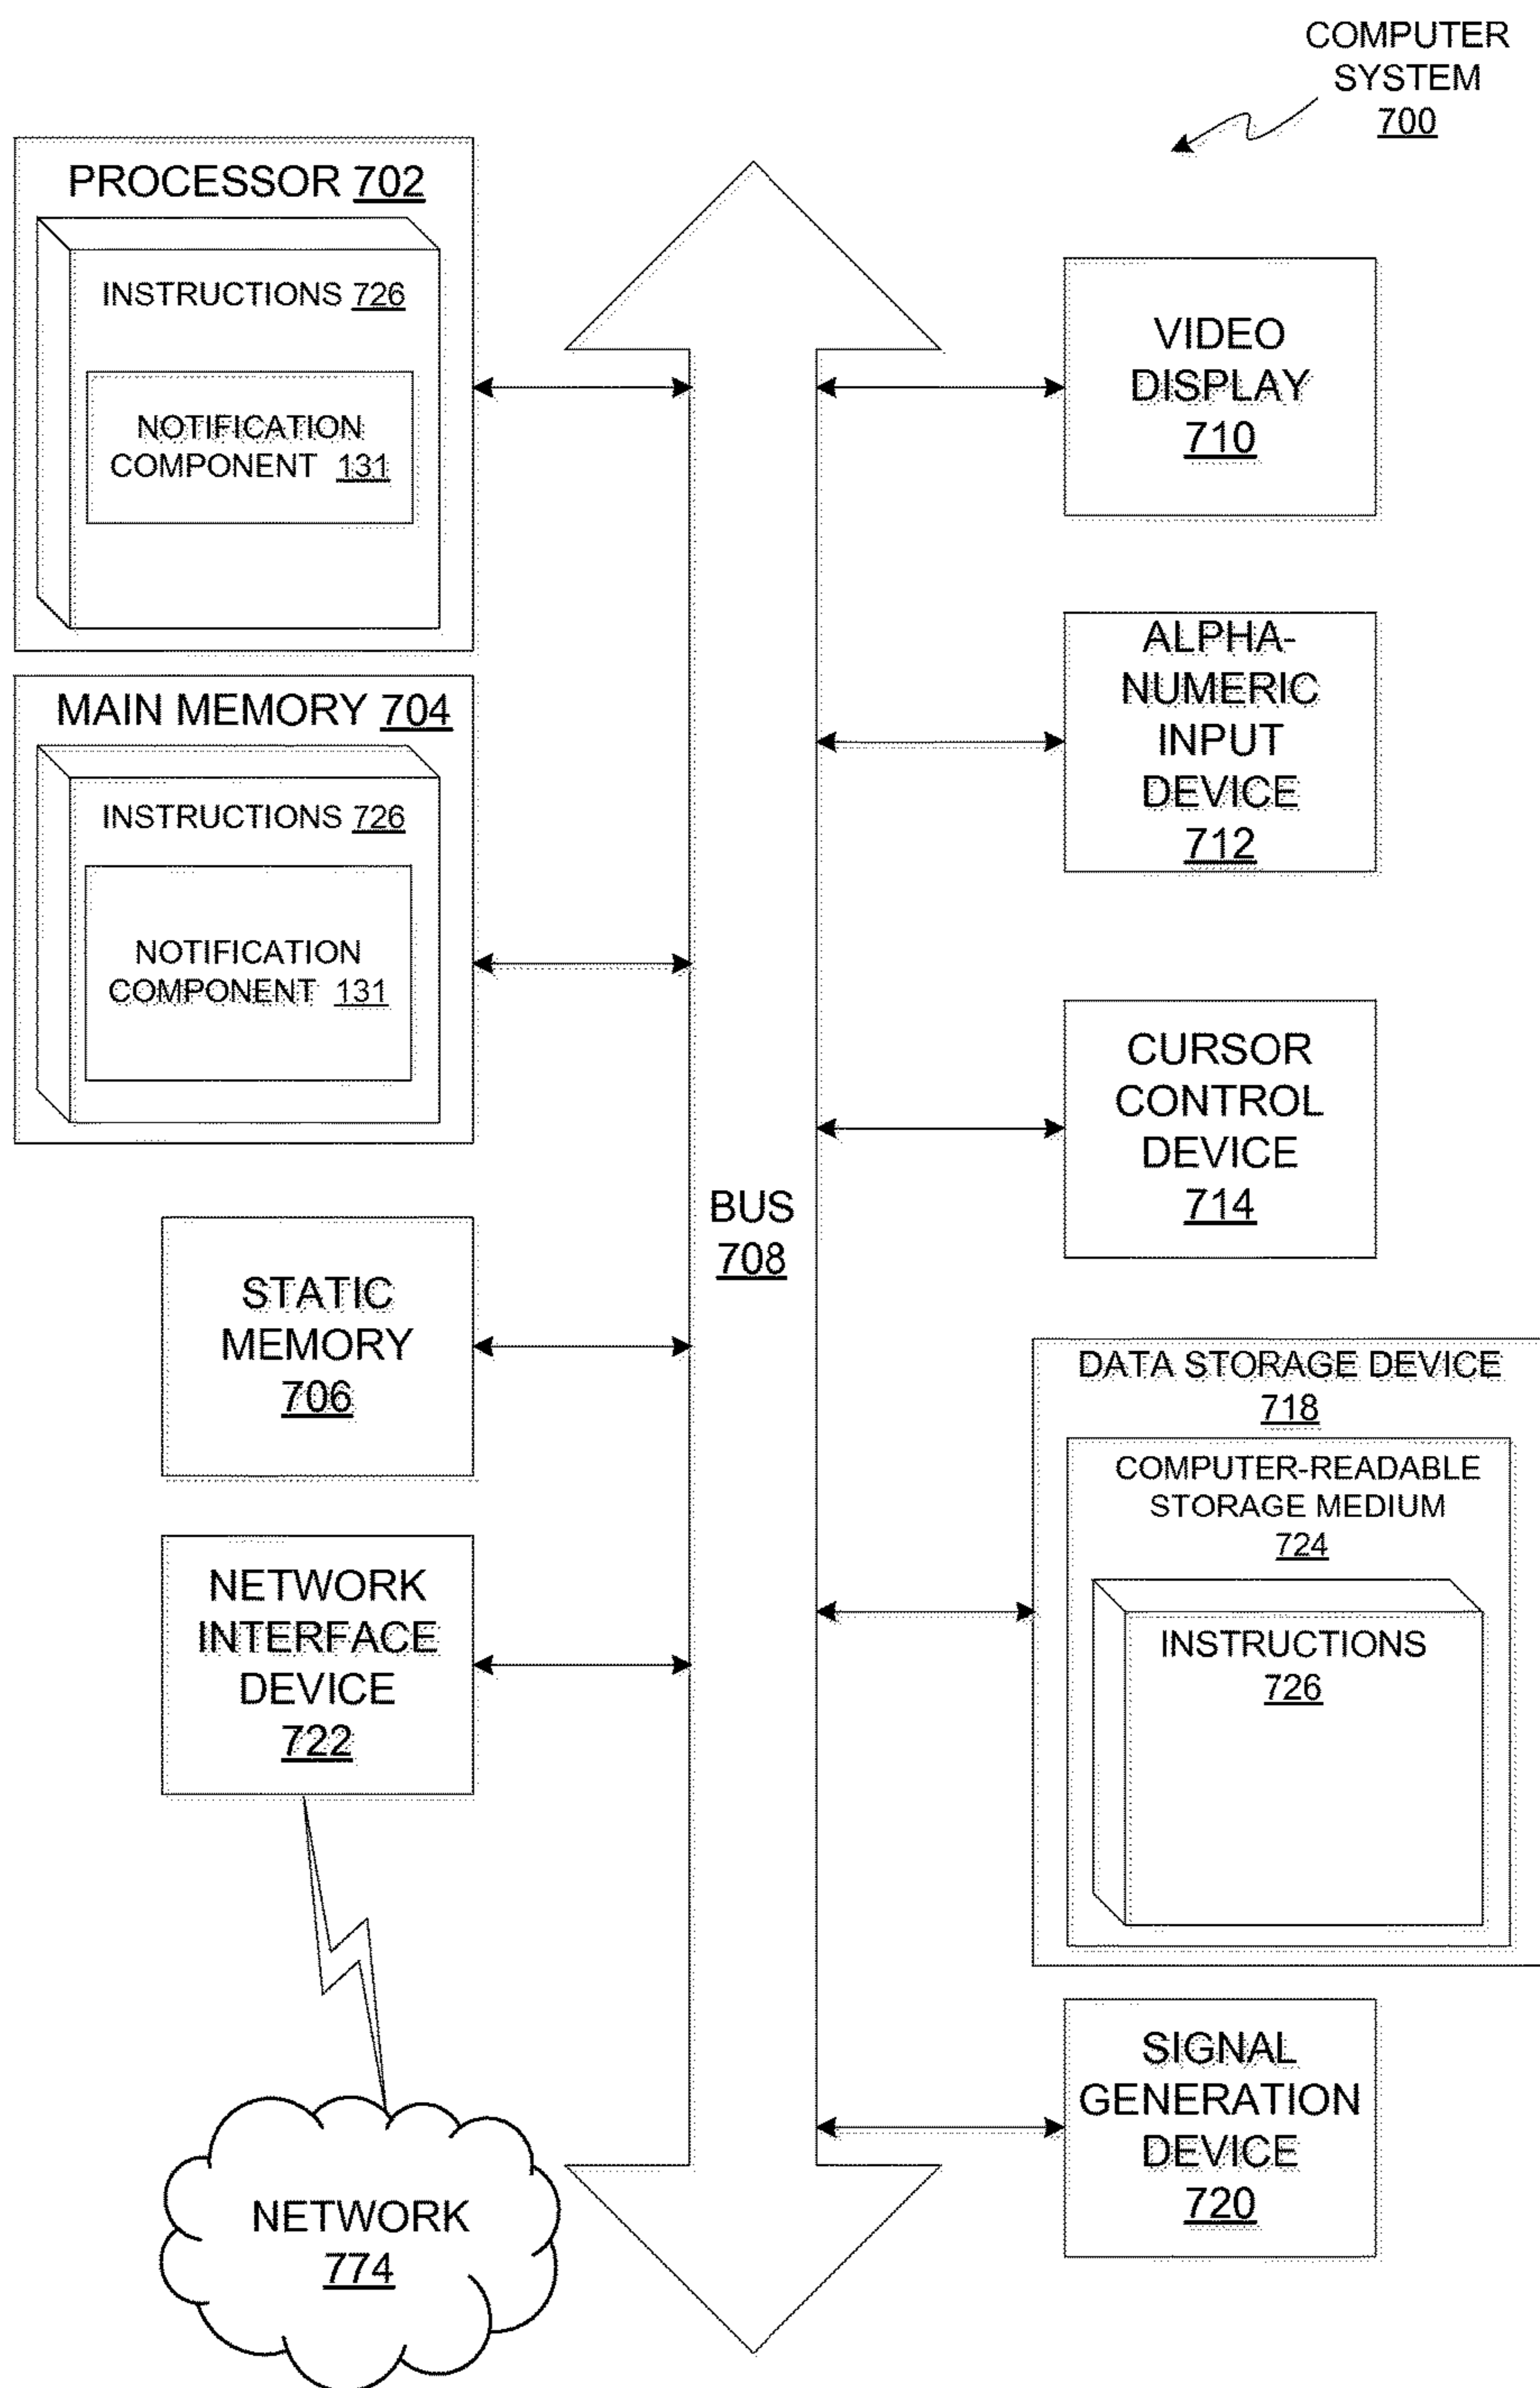 COMPUTER
SYSTEM
700
PROCESSOR 702
INSTRUCTIONS 726
NOTIFICATION
COMPONENT 131
MAIN MEMORY 704
INSTRUCTIONS 726
NOTIFICATION
COMPONENT 131
STATIC
MEMORY
706
NETWORK
INTERFACE
DEVICE
722
NETWORK
774
BUS
708
VIDEO
DISPLAY
710
ALPHA-
NUMERIC
INPUT
DEVICE
712
CURSOR
CONTROL
DEVICE
714
DATA STORAGE DEVICE
718
COMPUTER-READABLE
STORAGE MEDIUM
724
INSTRUCTIONS
726
SIGNAL
GENERATION
DEVICE
720